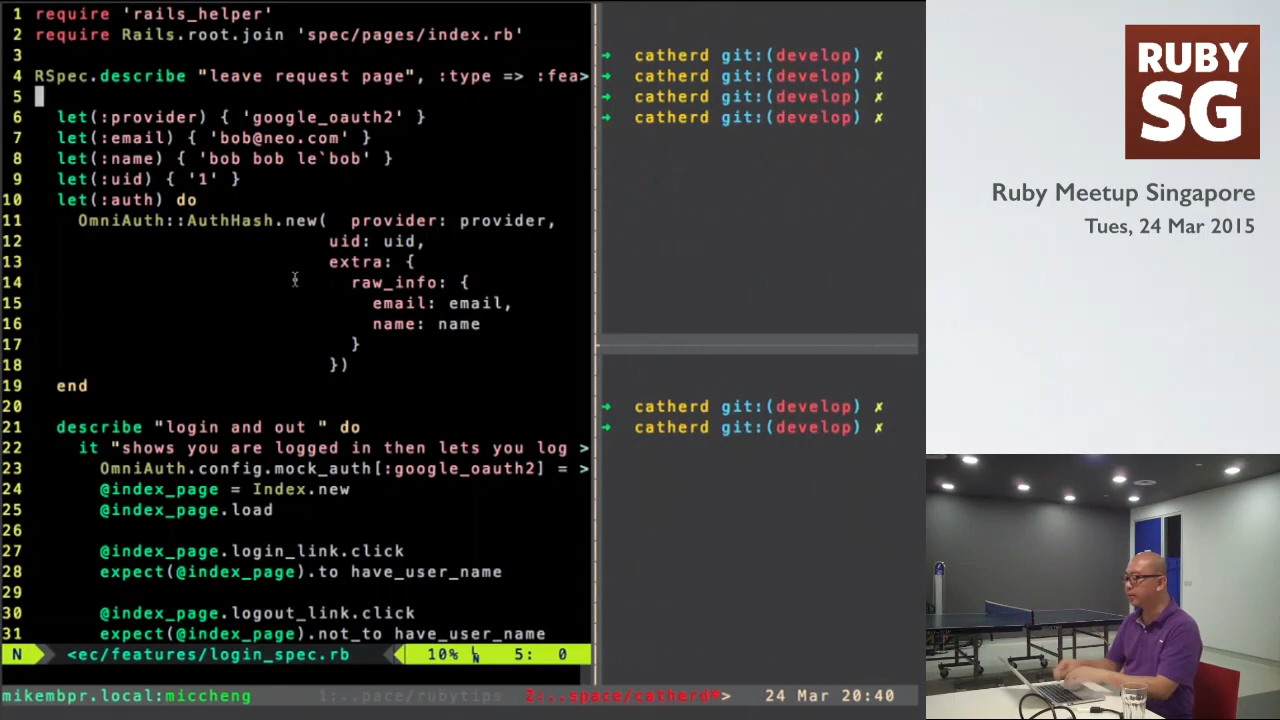 1 require 'rails_helper'
2 require Rails.root.join 'spec/pages/index.rb'
3
4 RSpec.describe "leave request page", :type => :fea>
5
6 let(:provider) { 'google_oauth2' }
7 let(:email) { 'bob@neo.com' }
8 let(:name) { 'bob bob le`bob' }
9 let(:uid) { '1' }
10 let(:auth) do
11 OmniAuth::AuthHash.new( provider: provider,
12 uid: uid,
13 extra: {
14 raw_info: {
15 email: email,
16 name: name
17 }
18 })
19 end
20
21 describe "login and out " do
22 it "shows you are logged in then lets you log >
23 OmniAuth.config.mock_auth[:google_oauth2] = >
24 @index_page = Index.new
25 @index_page.load
26
27 @index_page.login_link.click
28 expect(@index_page).to have_user_name
29
30 @index_page.logout_link.click
31 expect(@index_page).not_to have_user_name
N <ec/features/login_spec.rb 10% 5: 0
mikembpr.local:miccheng 1:..pace/rubytips 2:..space/catherd*> 24 Mar 20:40
→ catherd git:(develop) ✗
→ catherd git:(develop) ✗
→ catherd git:(develop) ✗
→ catherd git:(develop) ✗
→ catherd git:(develop) ✗
→ catherd git:(develop) ✗
RUBY
SG
Ruby Meetup Singapore
Tues, 24 Mar 2015